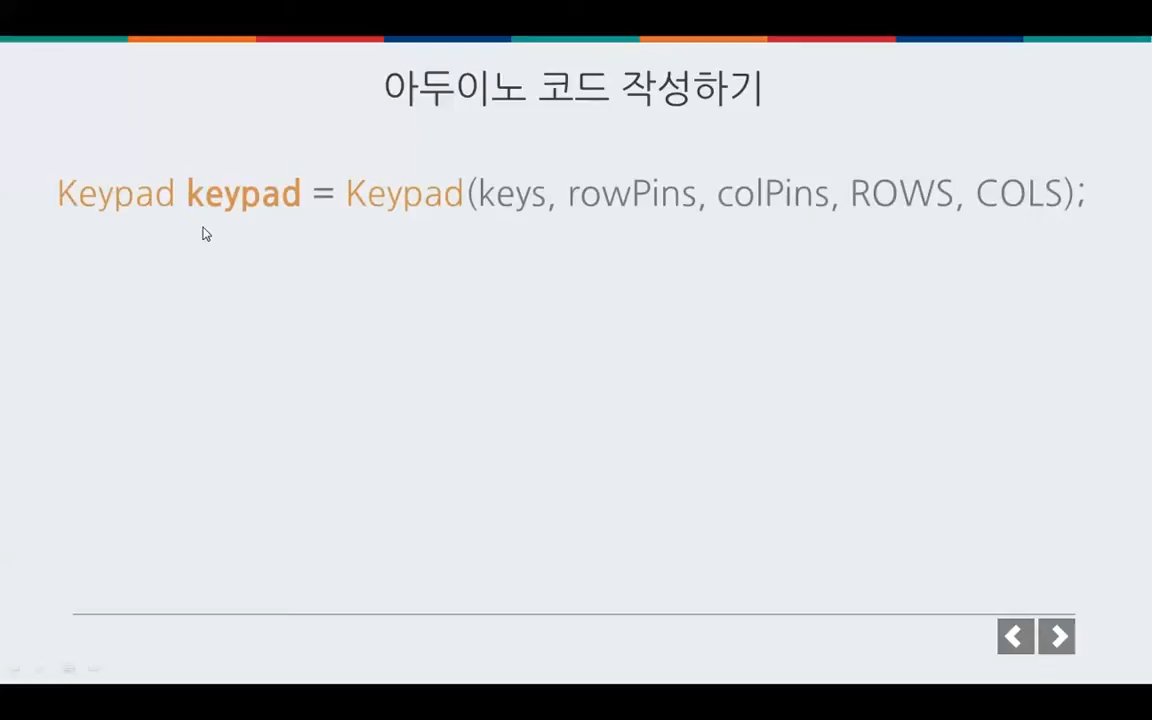 아두이노 코드 작성하기
Keypad keypad = Keypad(keys, rowPins, colPins, ROWS, COLS);